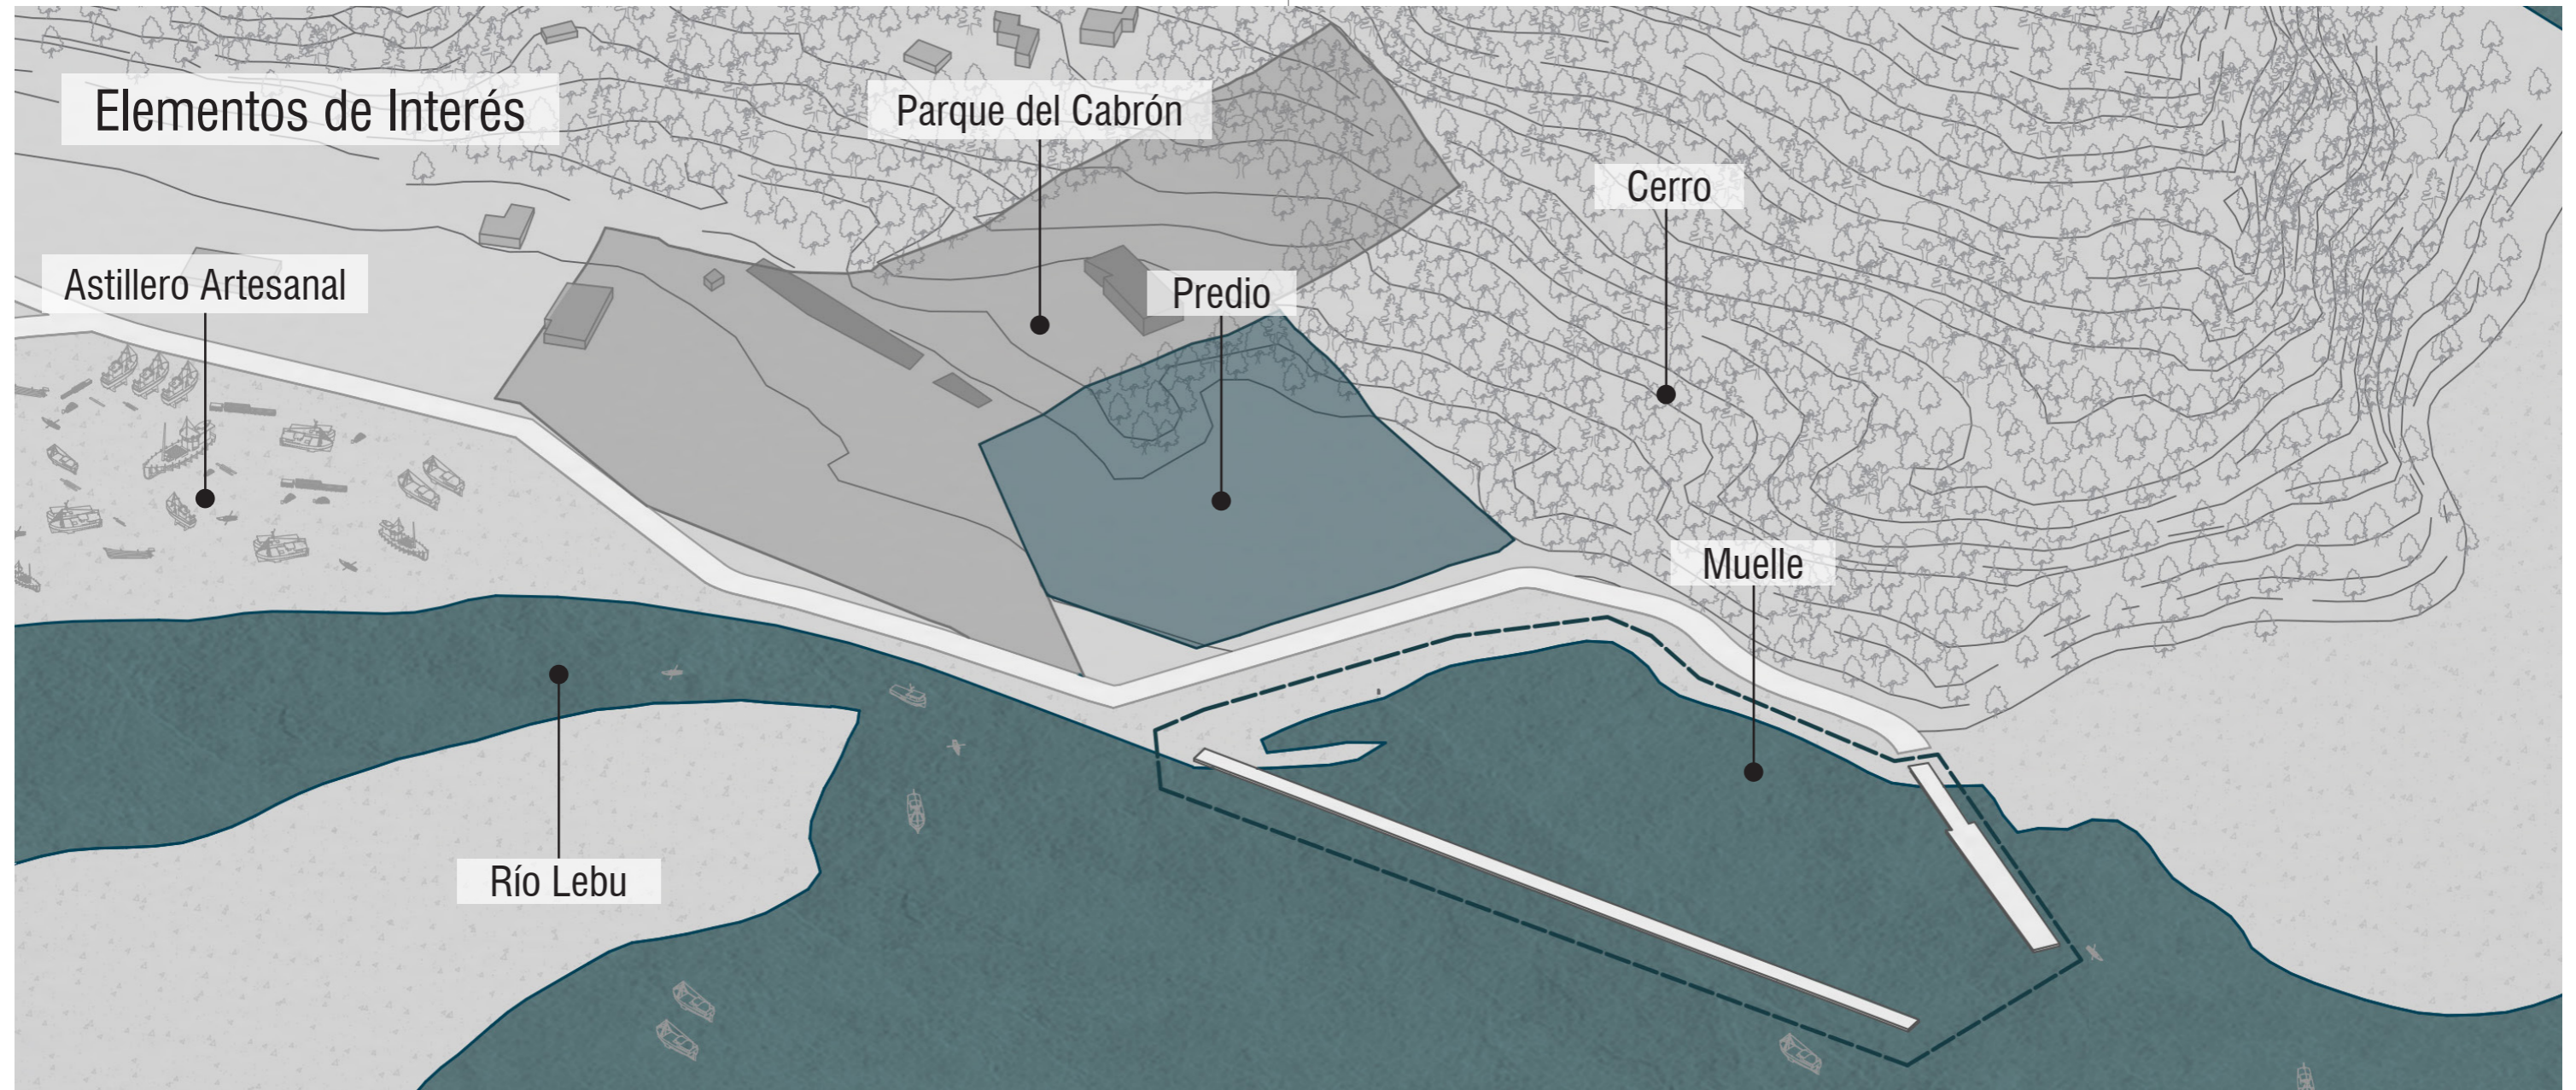 Elementos de Interés
Parque del Cabrón
Cerro
Astillero Artesanal
Predio
Muelle
Río Lebu